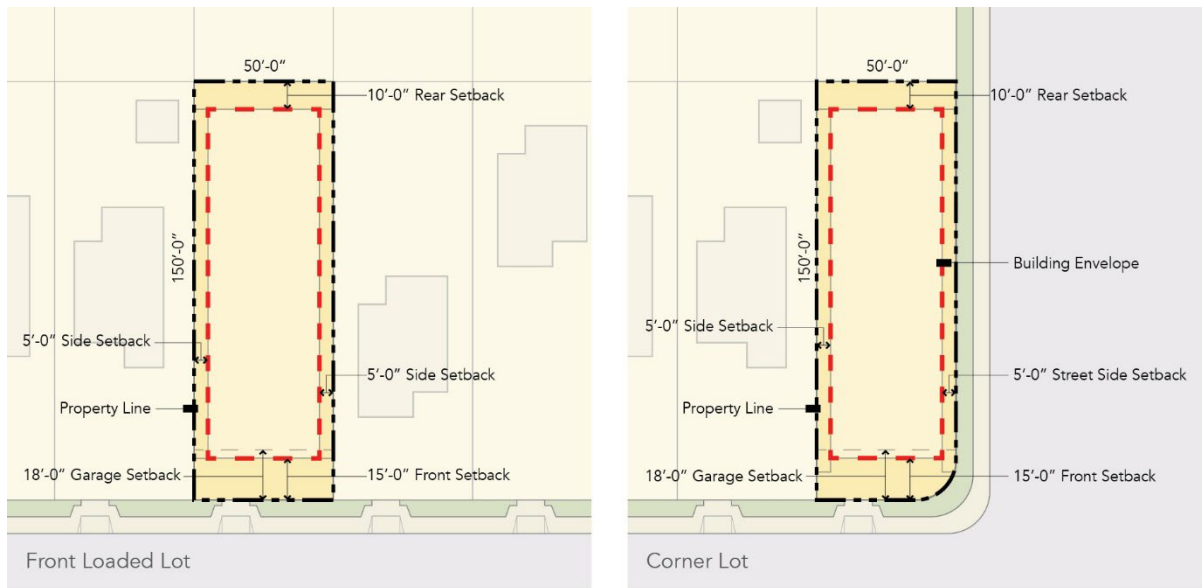 50’-0”
10’-0” Rear Setback
150’-0”
5’-0” Side Setback
5’-0” Side Setback
Property Line
18’-0” Garage Setback
15’-0” Front Setback
Front Loaded Lot
50’-0”
10’-0” Rear Setback
150’-0”
Building Envelope
5’-0” Side Setback
5’-0” Street Side Setback
Property Line
18’-0” Garage Setback
15’-0” Front Setback
Corner Lot